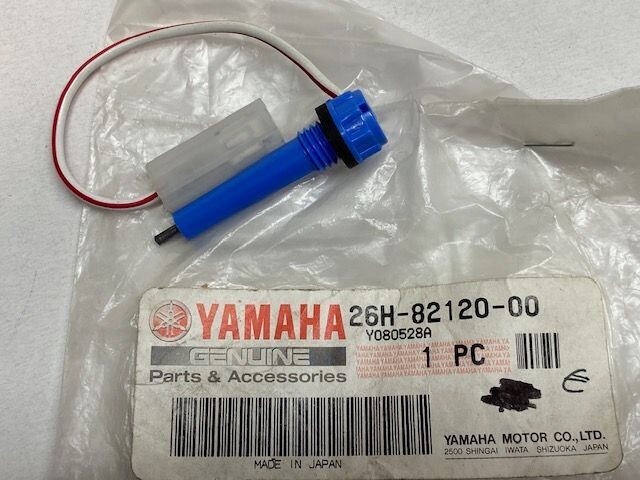 YAMAHA 26H-82120-00
Y080528A
GENUINE 1 PC
Parts & Accessories
YAMAHA MOTOR CO.,LTD.
2500 SHINGAI IWATA SHIZUOKA JAPAN
MADE IN JAPAN